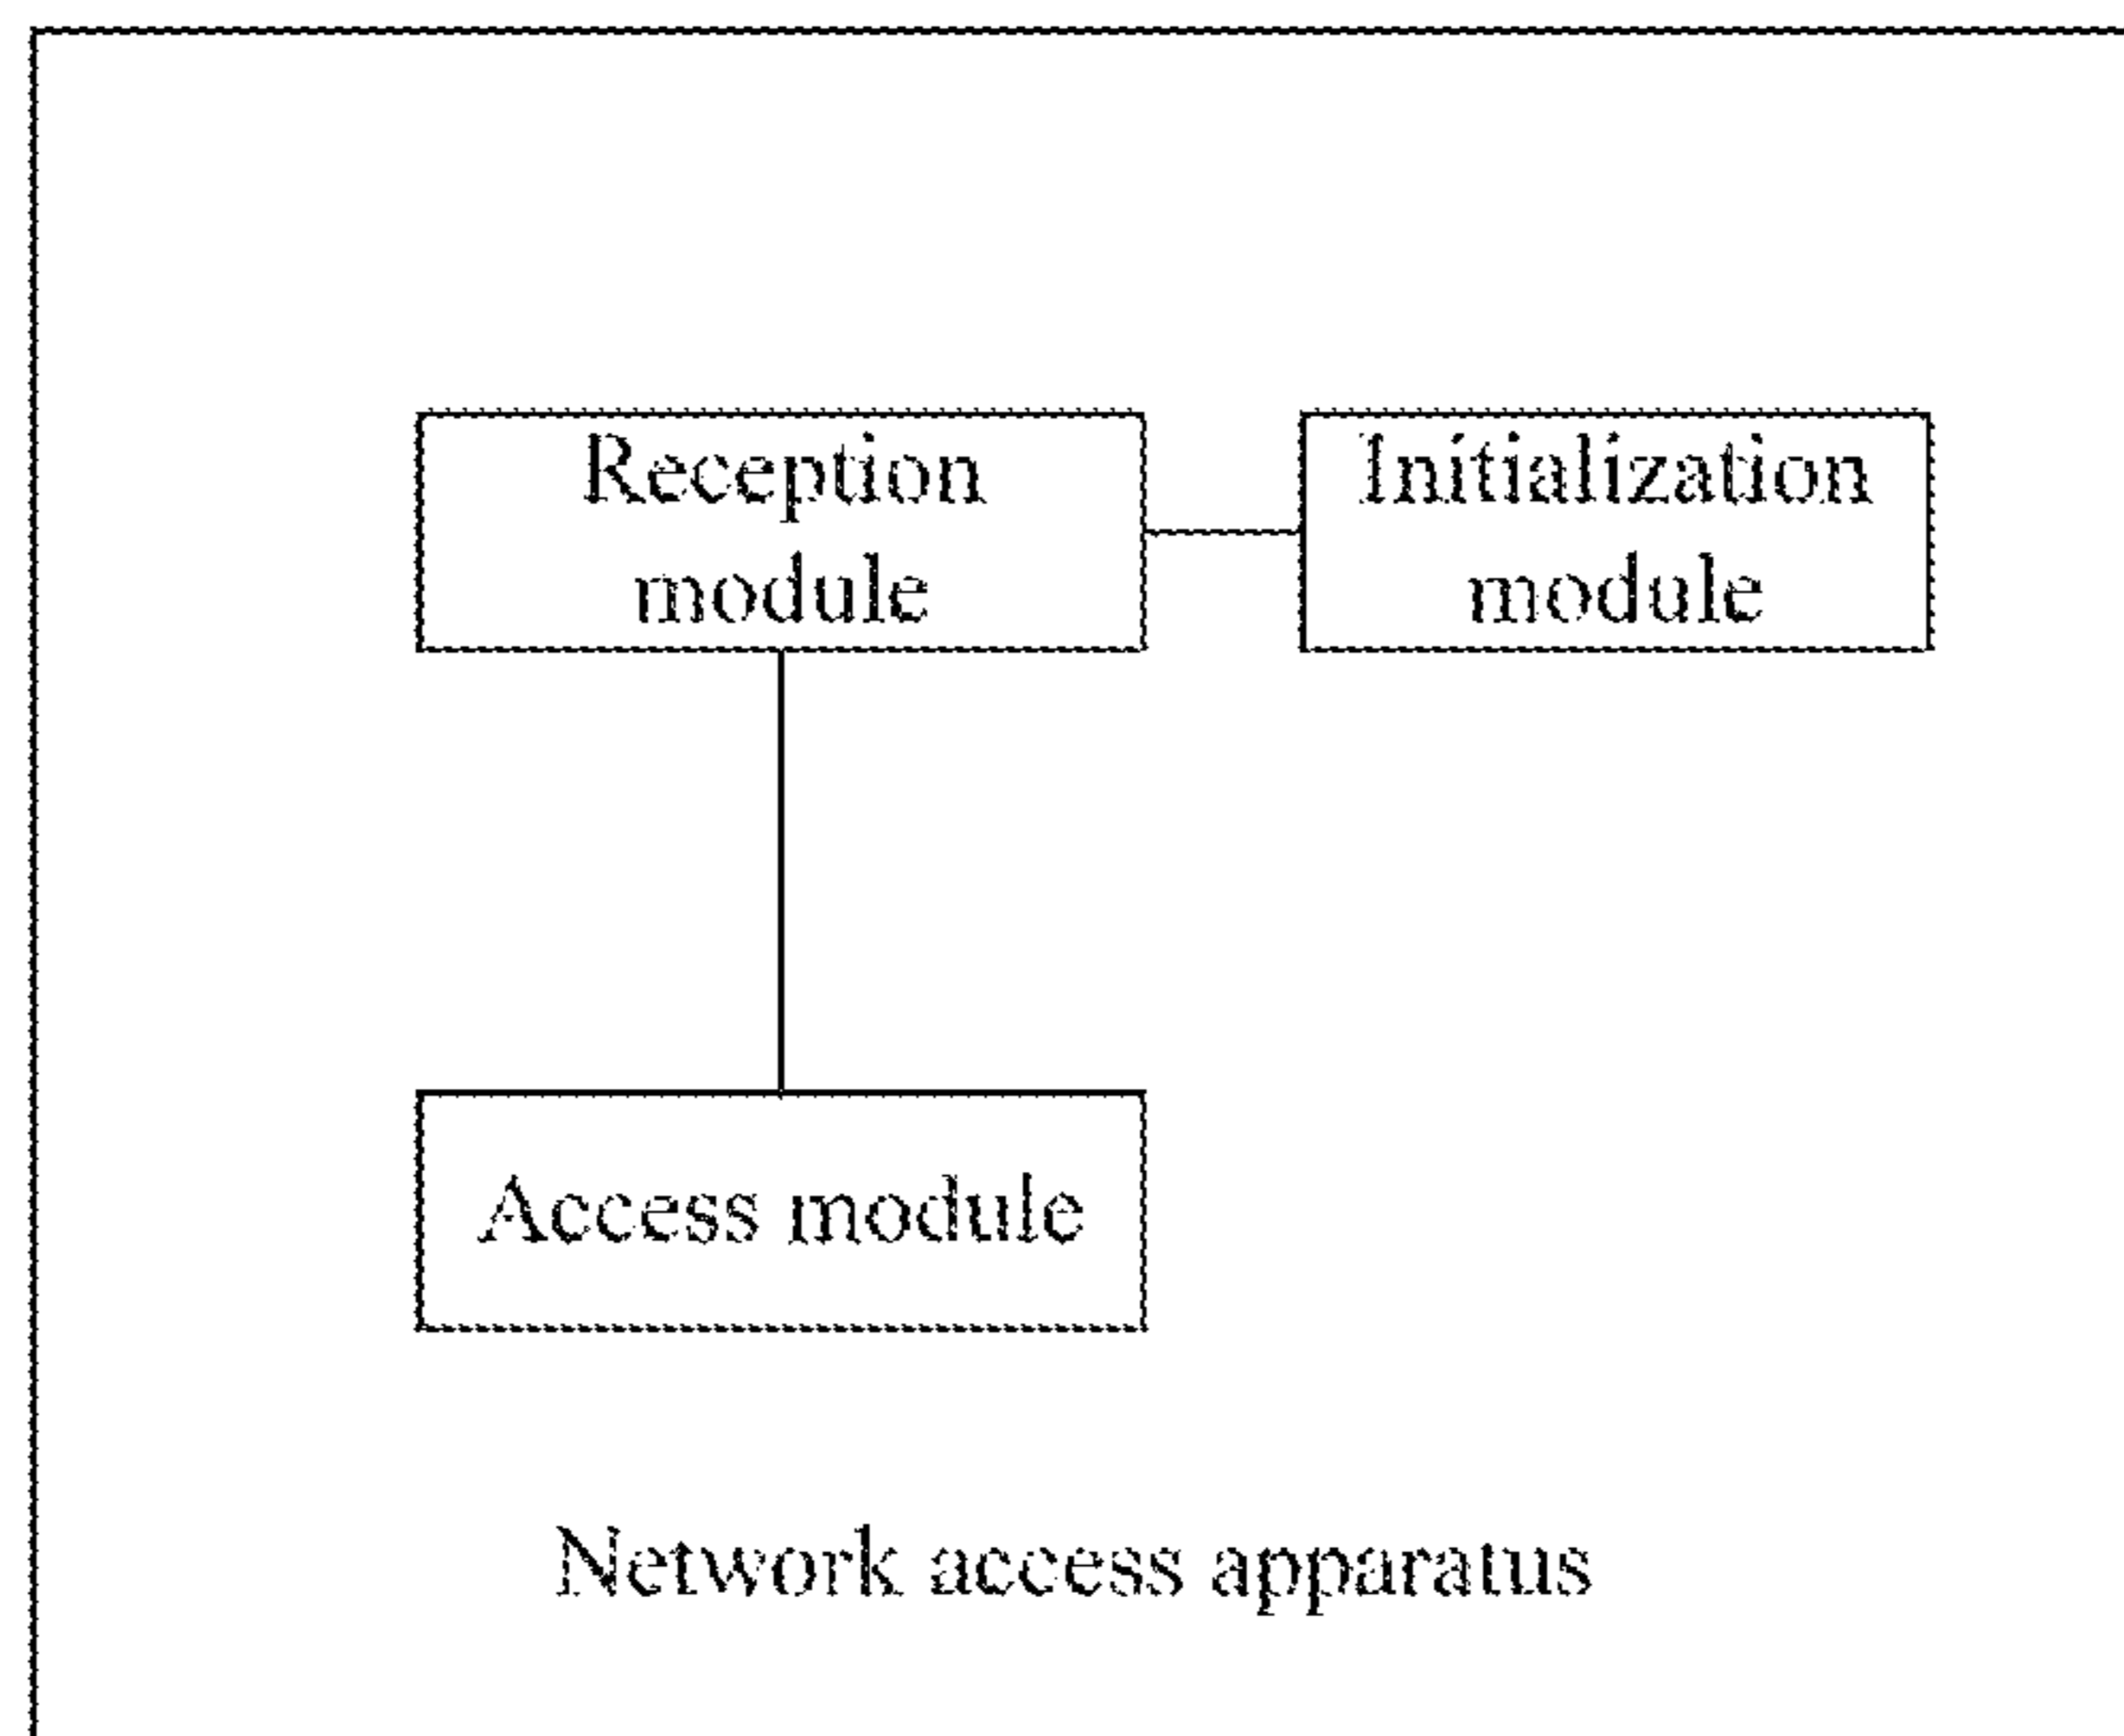 Reception
module
Initialization
module
Access module
Network access apparatus